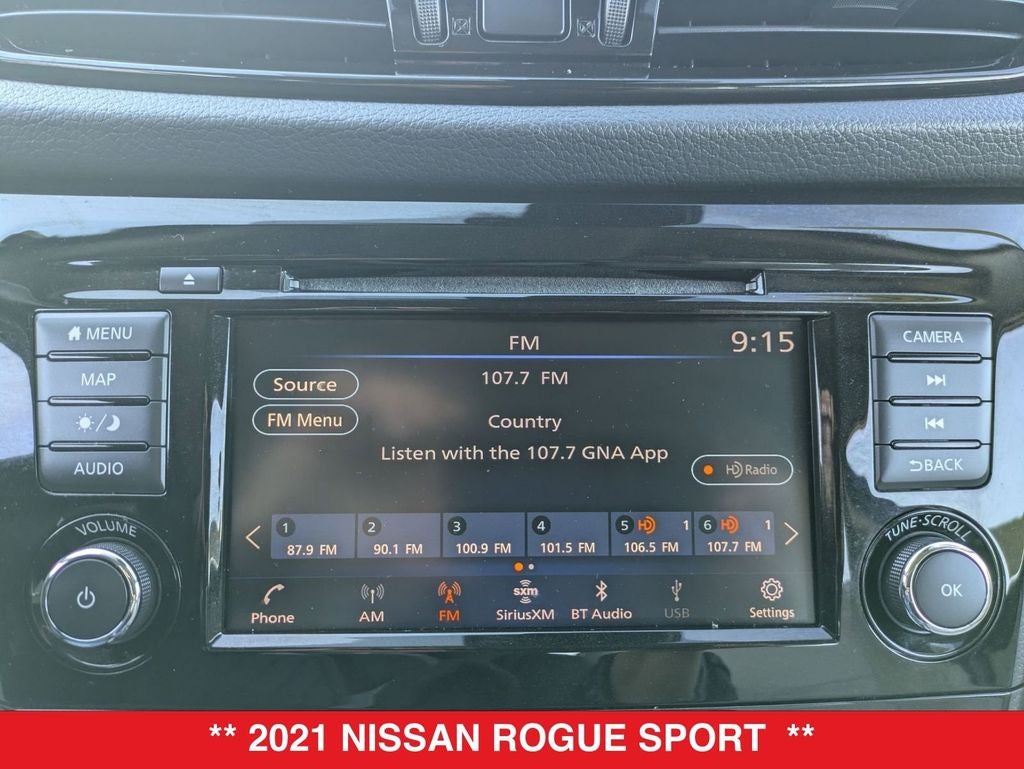 MENU
MAP
/
AUDIO
VOLUME
FM
9:15
Source
107.7 FM
FM Menu
Country
Listen with the 107.7 GNA App
HD Radio
1
87.9 FM
2
90.1 FM
3
100.9 FM
4
101.5 FM
5 HD 1
106.5 FM
6 HD 1
107.7 FM
Phone
AM
FM
sxm
SiriusXM
BT Audio
USB
Settings
CAMERA
BACK
TUNE·SCROLL
OK
** 2021 NISSAN ROGUE SPORT **